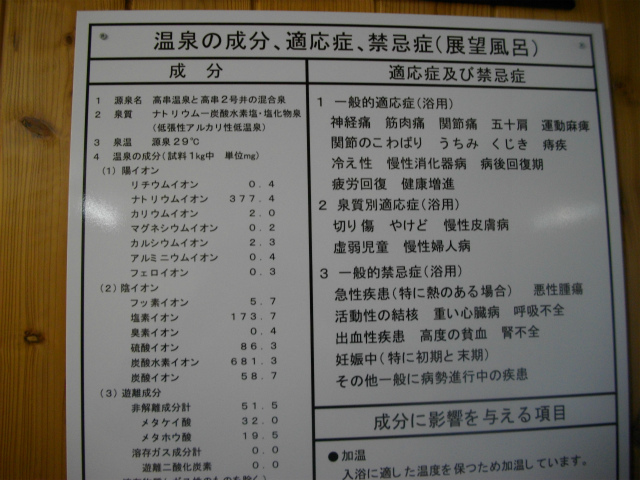 温泉の成分、適応症、禁忌症(展望風呂)
成　分
1　源泉名　高串温泉と高串2号井の混合泉
2　泉質　ナトリウムー炭酸水素塩・塩化物泉
(低張性アルカリ性低温泉)
3　泉温　源泉29℃
4　温泉の成分(試料1kg中　単位mg)
(1)陽イオン
リチウムイオン　0.4
ナトリウムイオン　377.4
カリウムイオン　2.0
マグネシウムイオン　0.2
カルシウムイオン　2.3
アルミニウムイオン　0.4
フェロイオン　0.3
(2)陰イオン
フッ素イオン　5.7
塩素イオン　173.7
臭素イオン　0.4
硫酸イオン　86.3
炭酸水素イオン　681.3
炭酸イオン　58.7
(3)遊離成分
非解離成分計　51.5
メタケイ酸　32.0
メタホウ酸　19.5
溶存ガス成分計　0.0
遊離二酸化炭素　0.0
適応症及び禁忌症
1　一般的適応症(浴用)
神経痛　筋肉痛　関節痛　五十肩　運動麻痺
関節のこわばり　うちみ　くじき　痔疾
冷え性　慢性消化器病　病後回復期
疲労回復　健康増進
2　泉質別適応症(浴用)
切り傷　やけど　慢性皮膚病
虚弱児童　慢性婦人病
3　一般的禁忌症(浴用)
急性疾患(特に熱のある場合)　悪性腫瘍
活動性の結核　重い心臓病　呼吸不全
出血性疾患　高度の貧血　腎不全
妊娠中(特に初期と末期)
その他一般に病勢進行中の疾患
成分に影響を与える項目
●加温
入浴に適した温度を保つため加温しています。